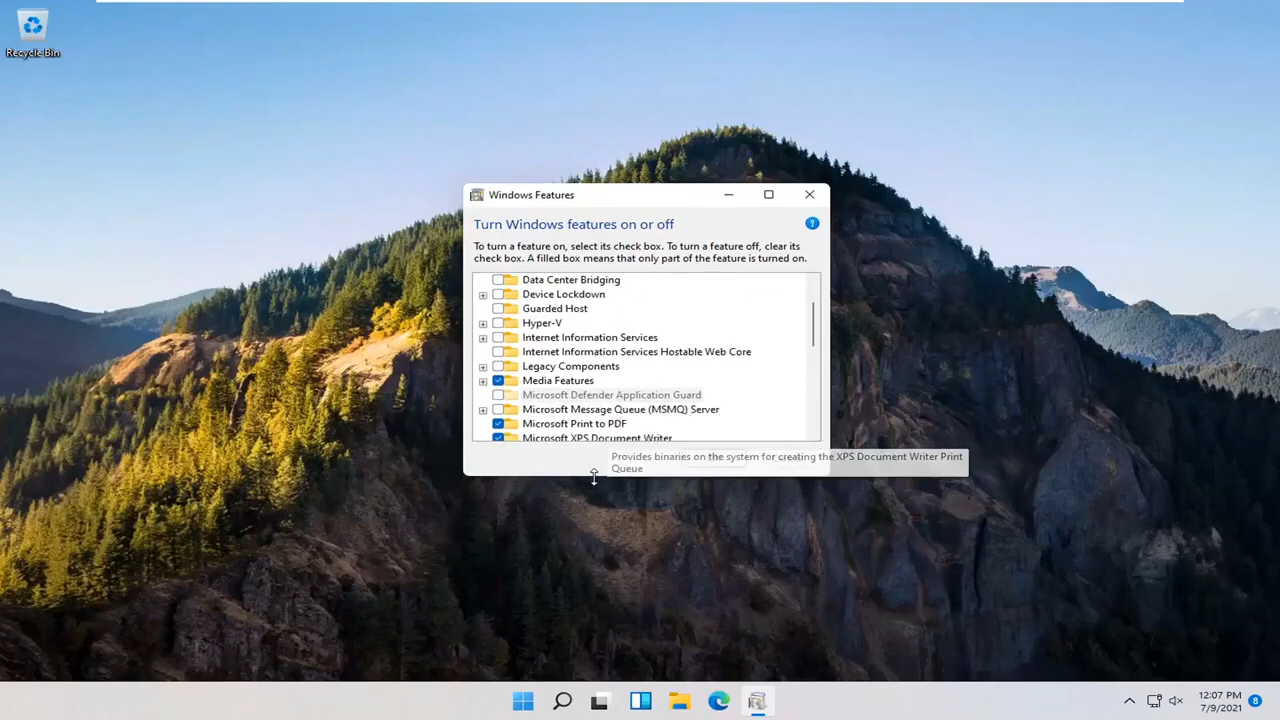 Recycle Bin
Windows Features
Turn Windows features on or off
To turn a feature on, select its check box. To turn a feature off, clear its
check box. A filled box means that only part of the feature is turned on.
Data Center Bridging
Device Lockdown
Guarded Host
Hyper-V
Internet Information Services
Internet Information Services Hostable Web Core
Legacy Components
Media Features
Microsoft Defender Application Guard
Microsoft Message Queue (MSMQ) Server
Microsoft Print to PDF
Microsoft XPS Document Writer
Provides binaries on the system for creating the XPS Document Writer Print
Queue
12:07 PM
7/9/2021
8